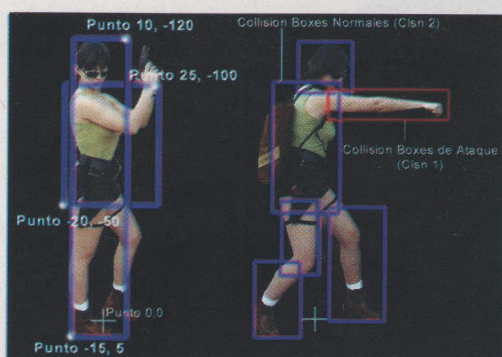 Punto 10, -120
Collision Boxes Normales (Clsn 2)
Punto 25, -100
Collision Boxes de Ataque
(Clsn 1)
Punto -20, -50
Punto 0,0
Punto -15, 5